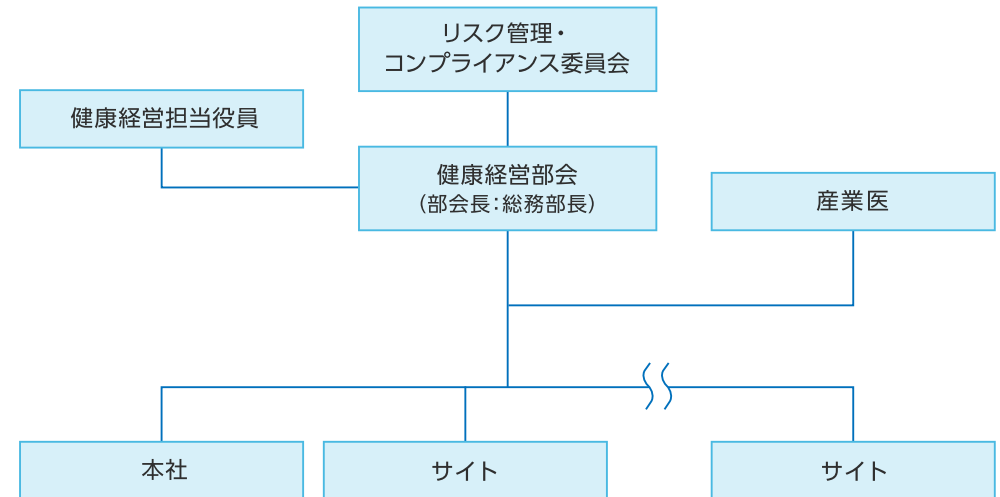 リスク管理・
コンプライアンス委員会
健康経営担当役員
健康経営部会
（部会長：総務部長）
産業医
本社
サイト
サイト